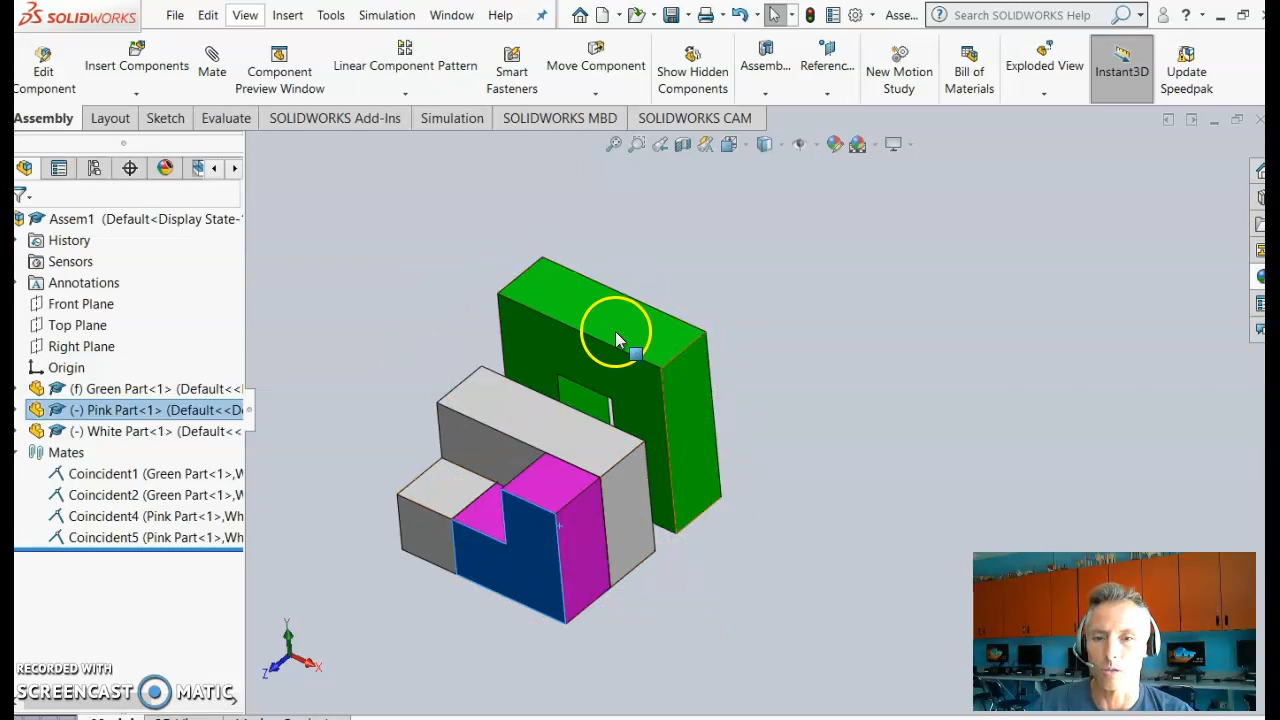 SOLIDWORKS File Edit View Insert Tools Simulation Window Help Asse... Search SOLIDWORKS Help ?
Edit Component Insert Components Mate Component Preview Window Linear Component Pattern Smart Fasteners Move Component Show Hidden Components Assemb... Referenc... New Motion Study Bill of Materials Exploded View Instant3D Update Speedpak
Assembly Layout Sketch Evaluate SOLIDWORKS Add-Ins Simulation SOLIDWORKS MBD SOLIDWORKS CAM
Assem1 (Default<Display State-
History
Sensors
Annotations
Front Plane
Top Plane
Right Plane
Origin
(f) Green Part<1> (Default<<
(-) Pink Part<1> (Default<<D
(-) White Part<1> (Default<<
Mates
Coincident1 (Green Part<1>,W
Coincident2 (Green Part<1>,W
Coincident4 (Pink Part<1>,Wh
Coincident5 (Pink Part<1>,Wh
Y
Z X
RECORDED WITH
SCREENCAST MATIC